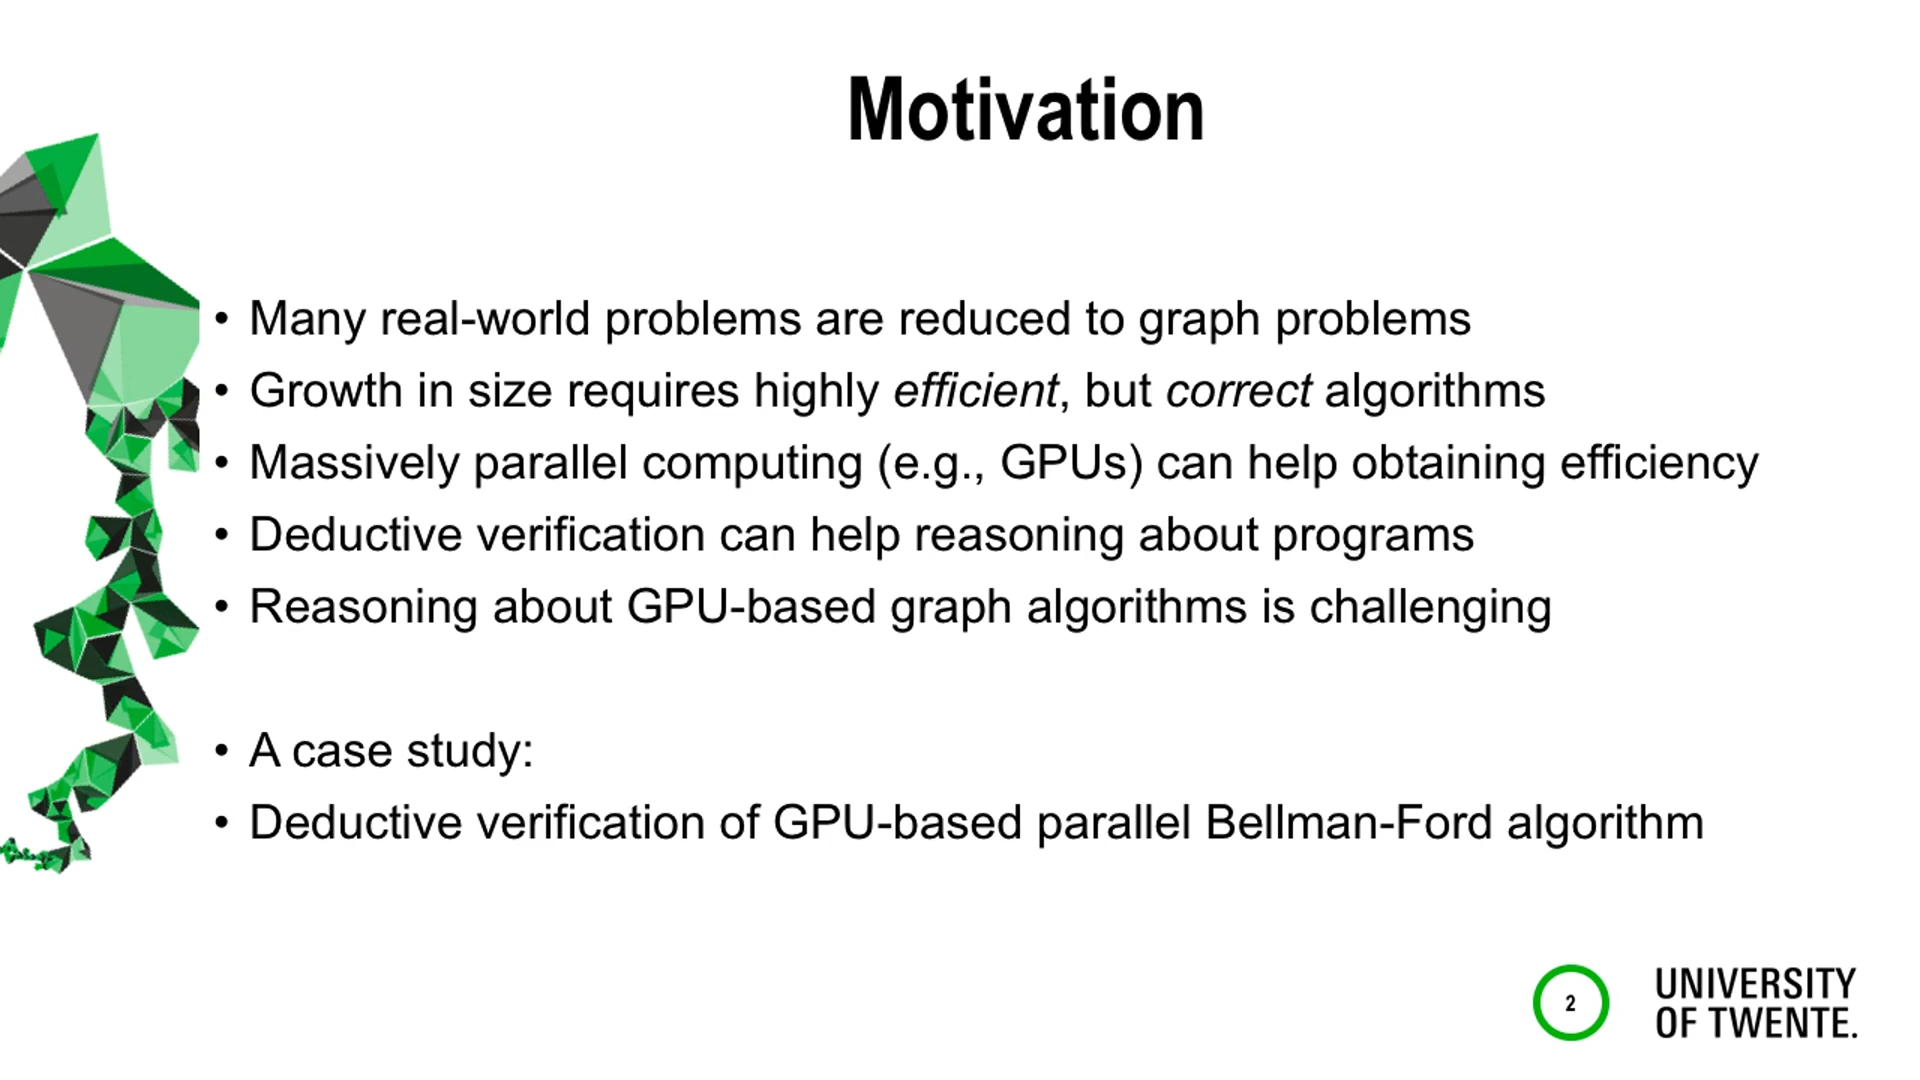 Motivation
• Many real-world problems are reduced to graph problems
• Growth in size requires highly efficient, but correct algorithms
• Massively parallel computing (e.g., GPUs) can help obtaining efficiency
• Deductive verification can help reasoning about programs
• Reasoning about GPU-based graph algorithms is challenging
• A case study:
• Deductive verification of GPU-based parallel Bellman-Ford algorithm
2
UNIVERSITY
OF TWENTE.